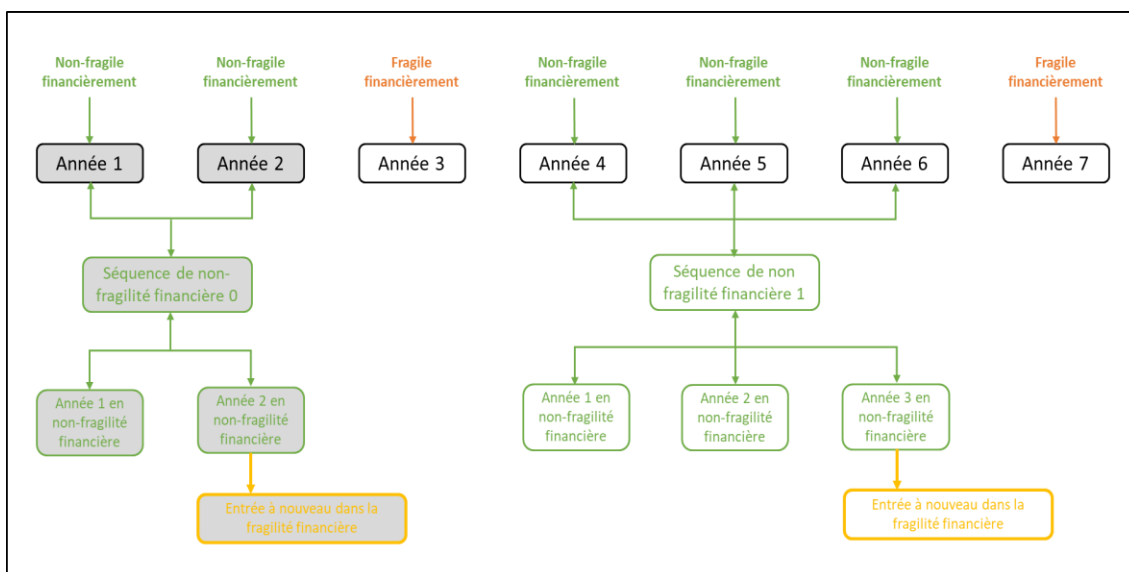 Non-fragile
financièrement
Non-fragile
financièrement
Fragile
financièrement
Non-fragile
financièrement
Non-fragile
financièrement
Non-fragile
financièrement
Fragile
financièrement
Année 1
Année 2
Année 3
Année 4
Année 5
Année 6
Année 7
Séquence de non-
fragilité financière 0
Séquence de non
fragilité financière 1
Année 1 en
non-fragilité
financière
Année 2 en
non-fragilité
financière
Année 1 en
non-fragilité
financière
Année 2 en
non-fragilité
financière
Année 3 en
non-fragilité
financière
Entrée à nouveau dans la
fragilité financière
Entrée à nouveau dans la
fragilité financière